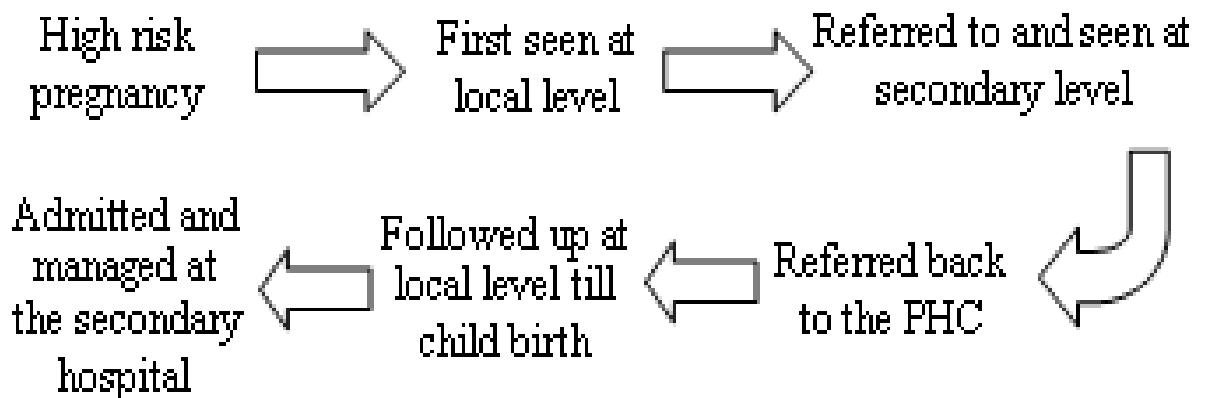 High risk
pregnancy
First seen at
local level
Referred to and seen at
secondary level
Referred back
to the PHC
Followed up at
local level till
child birth
Admitted and
managed at
the secondary
hospital